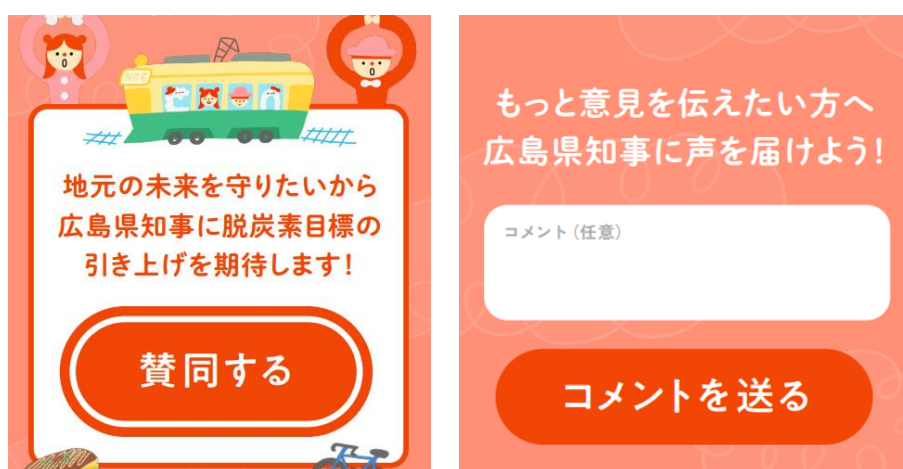 脱炭素
地元の未来を守りたいから
広島県知事に脱炭素目標の
引き上げを期待します！
賛同する
もっと意見を伝えたい方へ
広島県知事に声を届けよう！
コメント（任意）
コメントを送る